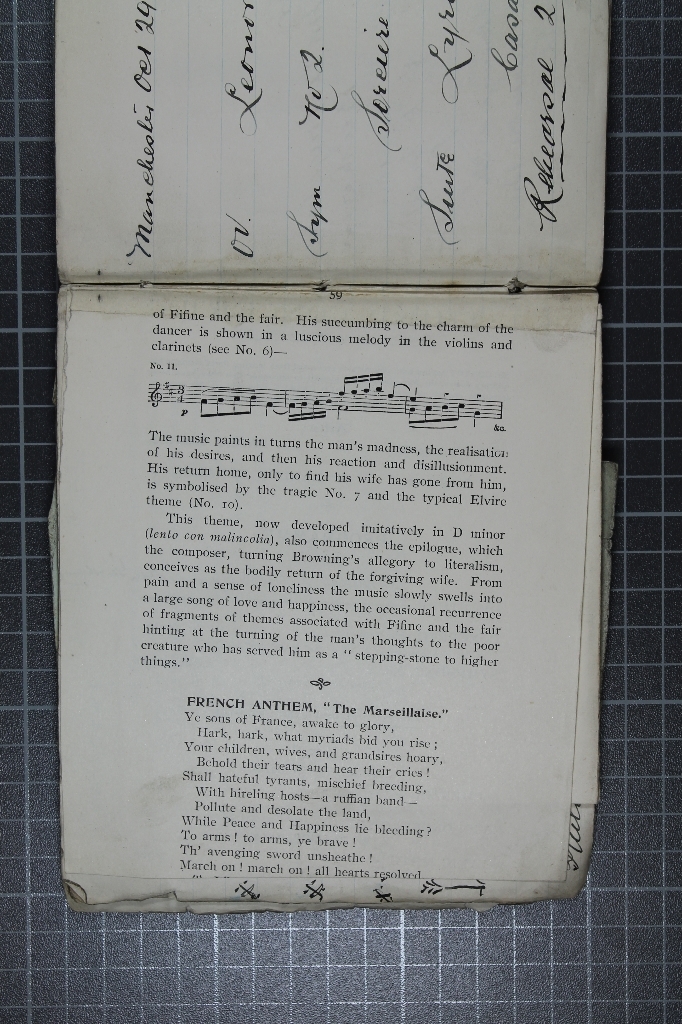 Manchester Oct 29
OV. Leonor
Sym No 2.
Suite Lyri
Rehearsal 2
59
of Fifine and the fair. His succumbing to the charm of the
dancer is shown in a luscious melody in the violins and
clarinets (see No. 6)—
No. 11.
p
&c.
The music paints in turns the man's madness, the realisation
of his desires, and then his reaction and disillusionment.
His return home, only to find his wife has gone from him,
is symbolised by the tragic No. 7 and the typical Elvire
theme (No. 10).
This theme, now developed imitatively in D minor
(lento con malincolia), also commences the epilogue, which
the composer, turning Browning's allegory to literalism,
conceives as the bodily return of the forgiving wife. From
pain and a sense of loneliness the music slowly swells into
a large song of love and happiness, the occasional recurrence
of fragments of themes associated with Fifine and the fair
hinting at the turning of the man's thoughts to the poor
creature who has served him as a "stepping-stone to higher
things."
FRENCH ANTHEM, "The Marseillaise."
Ye sons of France, awake to glory,
Hark, hark, what myriads bid you rise;
Your children, wives, and grandsires hoary,
Behold their tears and hear their cries!
Shall hateful tyrants, mischief breeding,
With hireling hosts—a ruffian band—
Pollute and desolate the land,
While Peace and Happiness lie bleeding?
To arms! to arms, ye brave!
Th' avenging sword unsheathe!
March on! march on! all hearts resolved